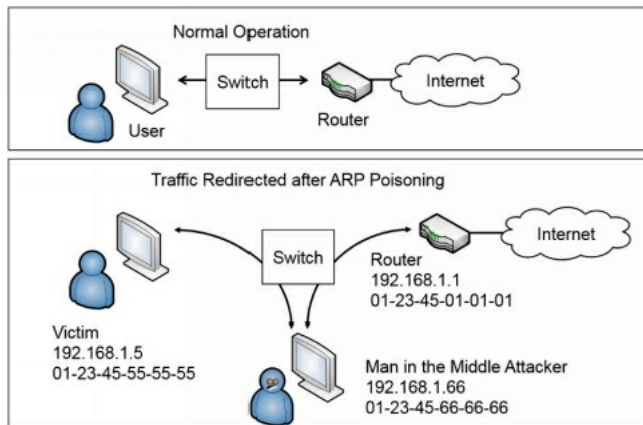 Normal Operation
Switch
Internet
User
Router
Traffic Redirected after ARP Poisoning
Switch
Internet
Router
192.168.1.1
01-23-45-01-01-01
Victim
192.168.1.5
01-23-45-55-55-55
Man in the Middle Attacker
192.168.1.66
01-23-45-66-66-66